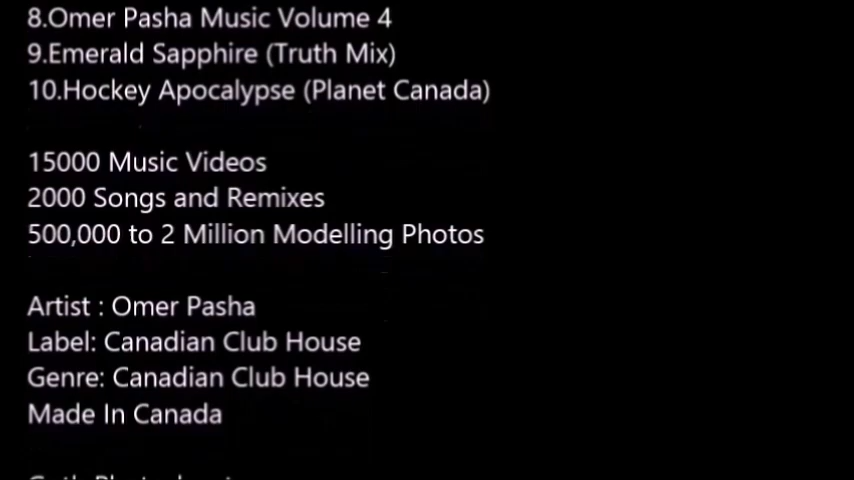 8.Omer Pasha Music Volume 4
9.Emerald Sapphire (Truth Mix)
10.Hockey Apocalypse (Planet Canada)
15000 Music Videos
2000 Songs and Remixes
500,000 to 2 Million Modelling Photos
Artist : Omer Pasha
Label: Canadian Club House
Genre: Canadian Club House
Made In Canada